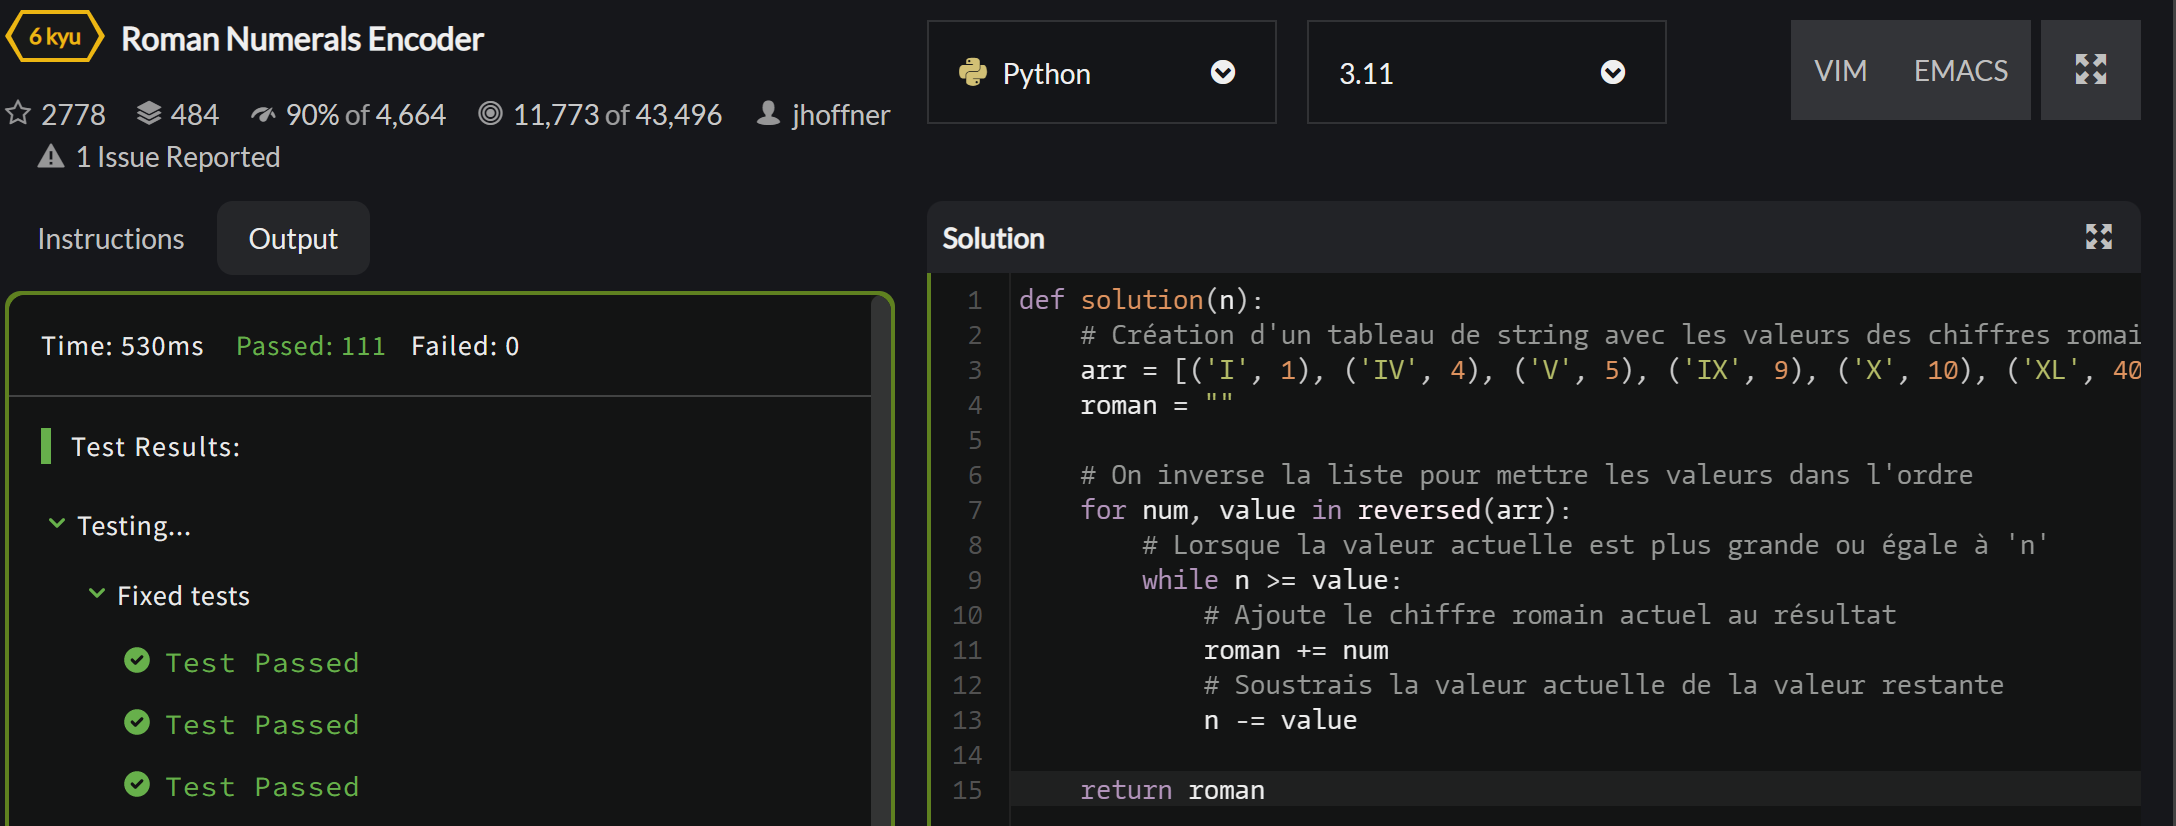 6 kyu Roman Numerals Encoder
2778 484 90% of 4,664 11,773 of 43,496 jhoffner
1 Issue Reported
Python 3.11 VIM EMACS
Instructions Output
Time: 530ms Passed: 111 Failed: 0
Test Results:
Testing...
Fixed tests
Test Passed
Test Passed
Test Passed
Solution
1 def solution(n):
2     # Création d'un tableau de string avec les valeurs des chiffres romai
3     arr = [('I', 1), ('IV', 4), ('V', 5), ('IX', 9), ('X', 10), ('XL', 40
4     roman = ""
5
6     # On inverse la liste pour mettre les valeurs dans l'ordre
7     for num, value in reversed(arr):
8         # Lorsque la valeur actuelle est plus grande ou égale à 'n'
9         while n >= value:
10             # Ajoute le chiffre romain actuel au résultat
11             roman += num
12             # Soustrais la valeur actuelle de la valeur restante
13             n -= value
14
15     return roman